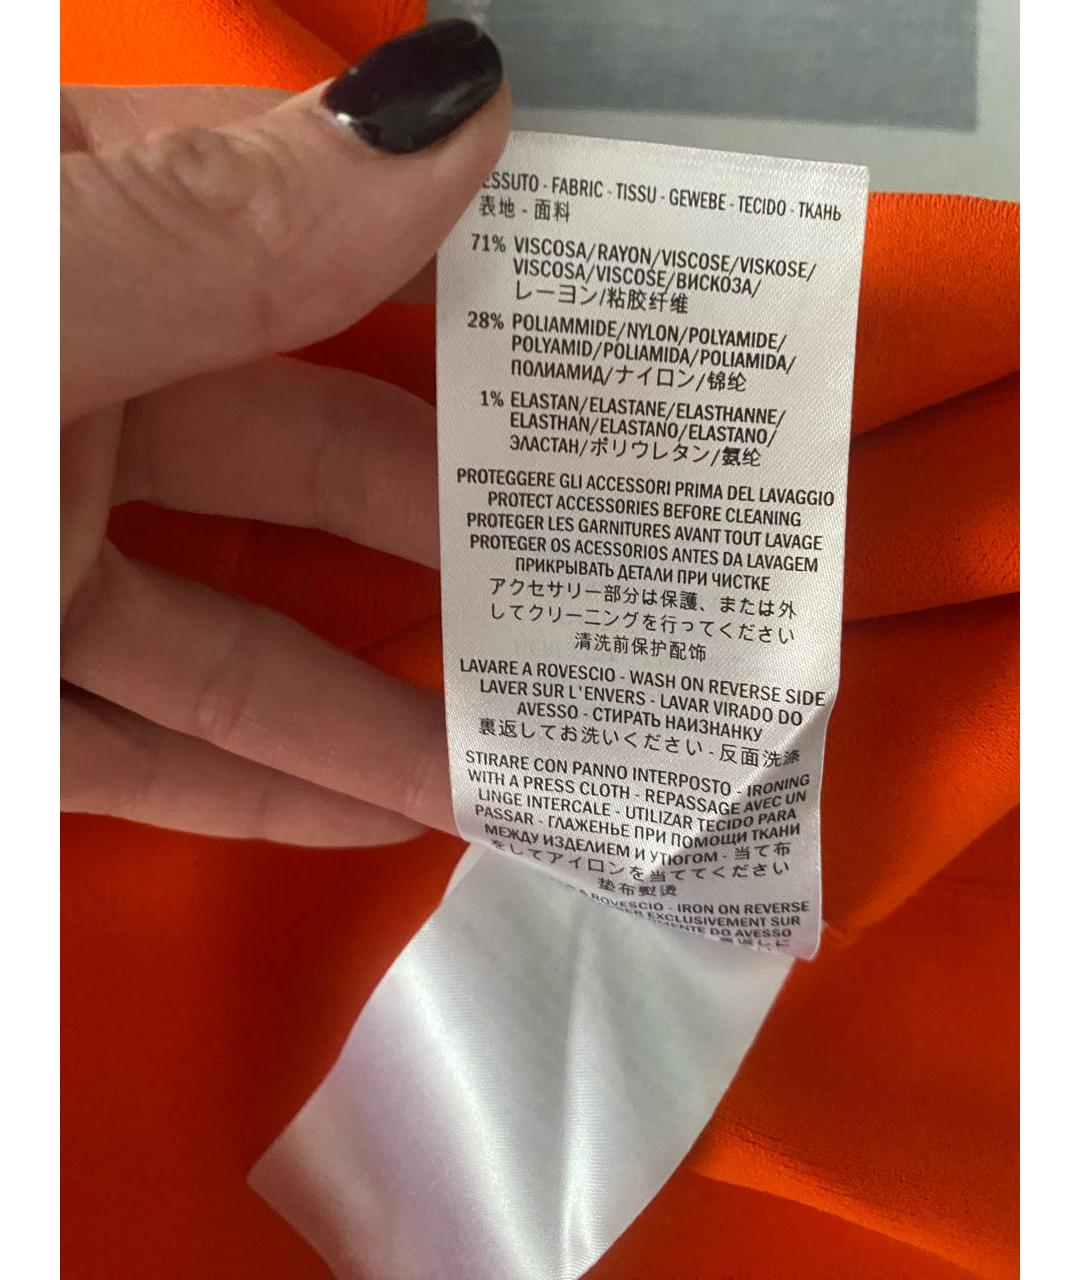 ESSUTO - FABRIC - TISSU - GEWEBE - TECIDO - ТКАНЬ
表地 - 面料
71% VISCOSA/RAYON/VISCOSE/VISKOSE/
VISCOSA/VISCOSE/ВИСКОЗА/
レーヨン/粘胶纤维
28% POLIAMMIDE/NYLON/POLYAMIDE/
POLYAMID/POLIAMIDA/POLIAMIDA/
ПОЛИАМИД/ナイロン/锦纶
1% ELASTAN/ELASTANE/ELASTHANNE/
ELASTHAN/ELASTANO/ELASTANO/
ЭЛАСТАН/ポリウレタン/氨纶
PROTEGGERE GLI ACCESSORI PRIMA DEL LAVAGGIO
PROTECT ACCESSORIES BEFORE CLEANING
PROTEGER LES GARNITURES AVANT TOUT LAVAGE
PROTEGER OS ACESSORIOS ANTES DA LAVAGEM
ПРИКРЫВАТЬ ДЕТАЛИ ПРИ ЧИСТКЕ
アクセサリー部分は保護、または外
してクリーニングを行ってください
清洗前保护配饰
LAVARE A ROVESCIO - WASH ON REVERSE SIDE
LAVER SUR L'ENVERS - LAVAR VIRADO DO
AVESSO - СТИРАТЬ НАИЗНАНКУ
裏返してお洗いください - 反面洗涤
STIRARE CON PANNO INTERPOSTO - IRONING
WITH A PRESS CLOTH - REPASSAGE AVEC UN
LINGE INTERCALE - UTILIZAR TECIDO PARA
PASSAR - ГЛАЖЕНЬЕ ПРИ ПОМОЩИ ТКАНИ
МЕЖДУ ИЗДЕЛИЕМ И УТЮГОМ - 当て布
をしてアイロンを当ててください
垫布熨烫
ROVESCIO - IRON ON REVERSE
EXCLUSIVEMENT SUR
DO AVESSO
裏返しに